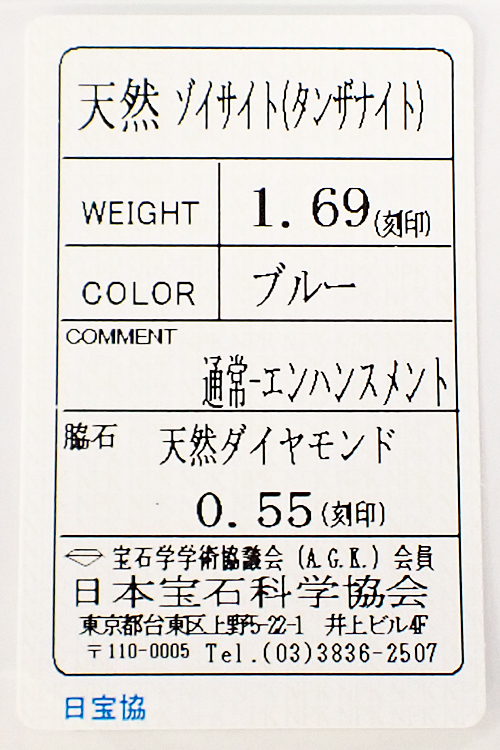 天然 ゾイサイト(タンザナイト)
WEIGHT 1.69(刻印)
COLOR ブルー
COMMENT
通常-エンハンスメント
脇石 天然ダイヤモンド
0.55(刻印)
宝石学学術協議会(A.G.K.)会員
日本宝石科学協会
東京都台東区上野5-22-1 井上ビル4F
〒110-0005 Tel.(03)3836-2507
日宝協